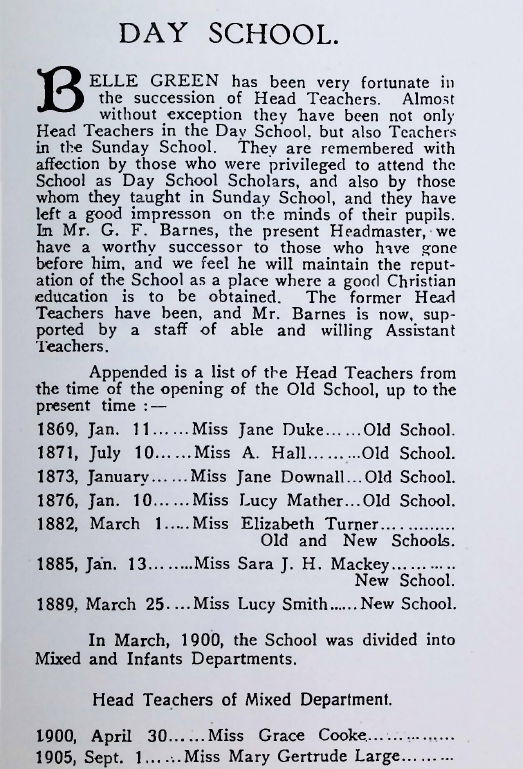 DAY SCHOOL.
BELLE GREEN has been very fortunate in
the succession of Head Teachers. Almost
without exception they have been not only
Head Teachers in the Day School, but also Teachers
in the Sunday School. They are remembered with
affection by those who were privileged to attend the
School as Day School Scholars, and also by those
whom they taught in Sunday School, and they have
left a good impresson on the minds of their pupils.
In Mr. G. F. Barnes, the present Headmaster, we
have a worthy successor to those who have gone
before him, and we feel he will maintain the reput-
ation of the School as a place where a good Christian
education is to be obtained. The former Head
Teachers have been, and Mr. Barnes is now, sup-
ported by a staff of able and willing Assistant
Teachers.
Appended is a list of the Head Teachers from
the time of the opening of the Old School, up to the
present time :—
1869, Jan. 11......Miss Jane Duke......Old School.
1871, July 10......Miss A. Hall.........Old School.
1873, January......Miss Jane Downall...Old School.
1876, Jan. 10......Miss Lucy Mather...Old School.
1882, March 1.....Miss Elizabeth Turner.............
Old and New Schools.
1885, Jan. 13........Miss Sara J. H. Mackey...........
New School.
1889, March 25....Miss Lucy Smith......New School.
In March, 1900, the School was divided into
Mixed and Infants Departments.
Head Teachers of Mixed Department.
1900, April 30......Miss Grace Cooke...............
1905, Sept. 1......Miss Mary Gertrude Large.........